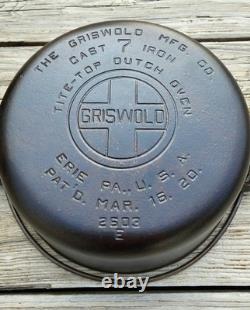 THE GRISWOLD MFG. CO.
CAST 7 IRON
TITE-TOP DUTCH OVEN
GRISWOLD
ERIE PA., U.S.A.
PAT'D. MAR. 16. 20.
2603
E